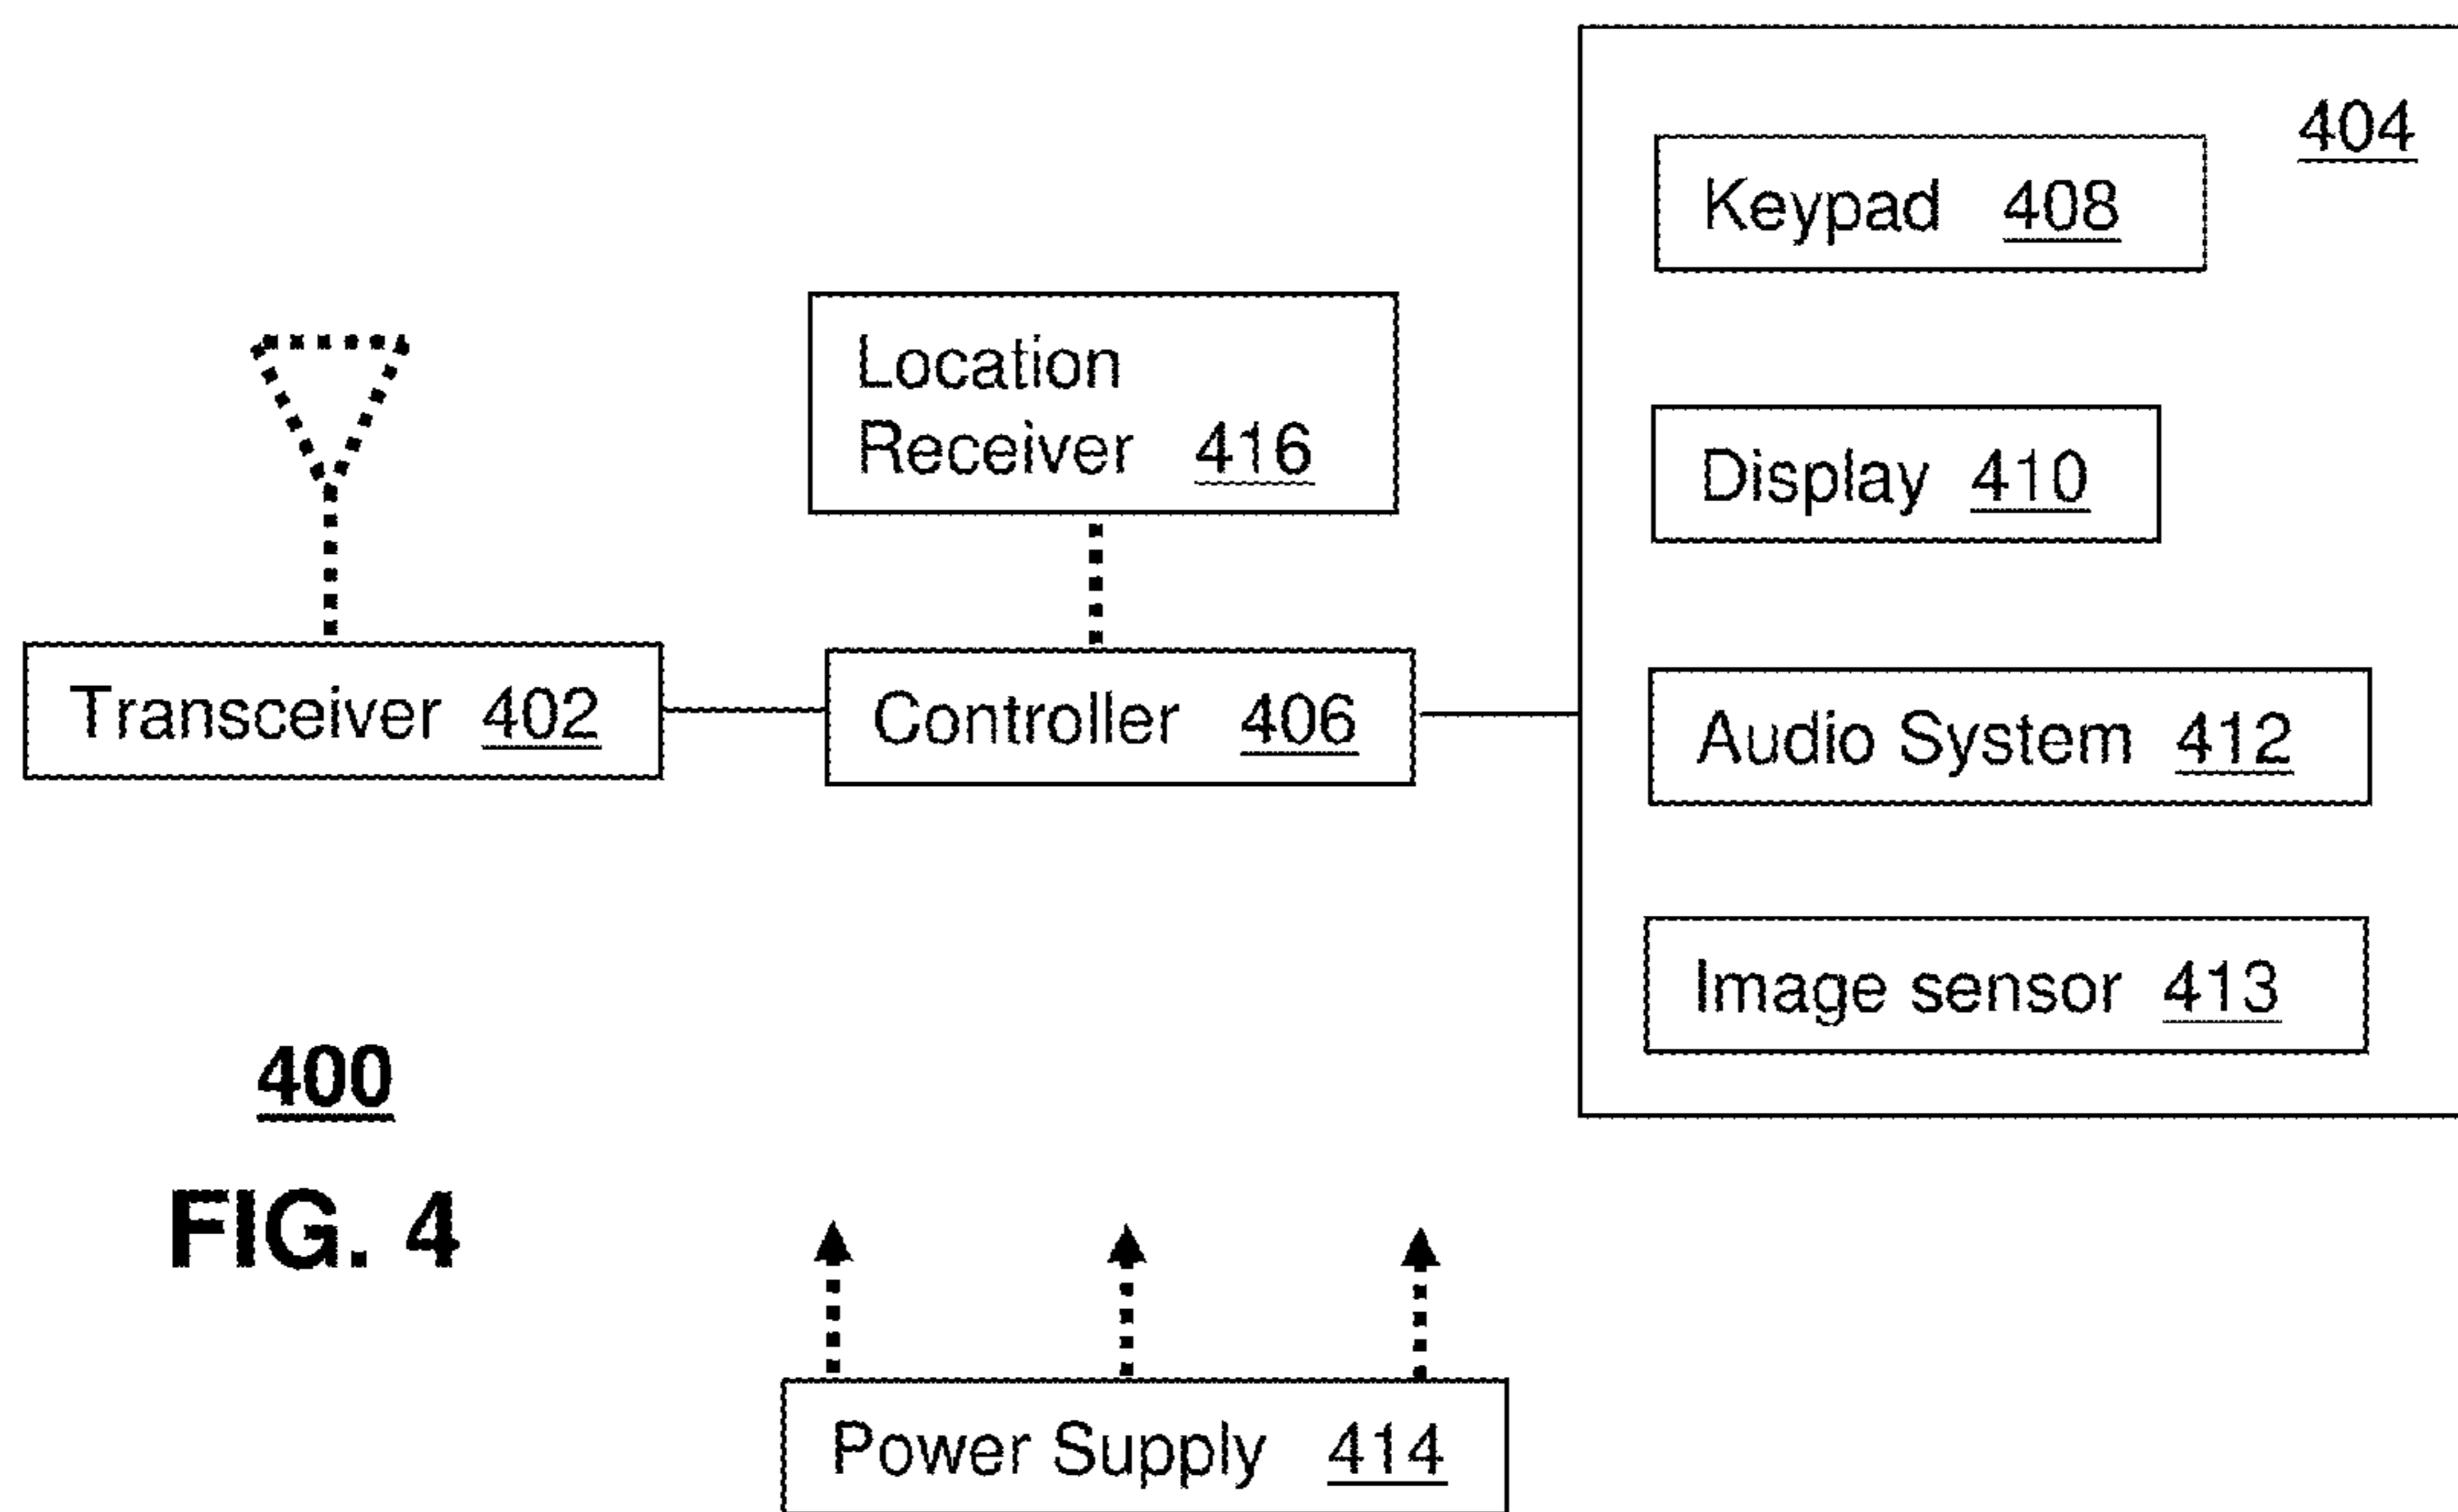 404
Keypad 408
Location
Receiver 416
Display 410
Transceiver 402
Controller 406
Audio System 412
Image sensor 413
400
FIG. 4
Power Supply 414